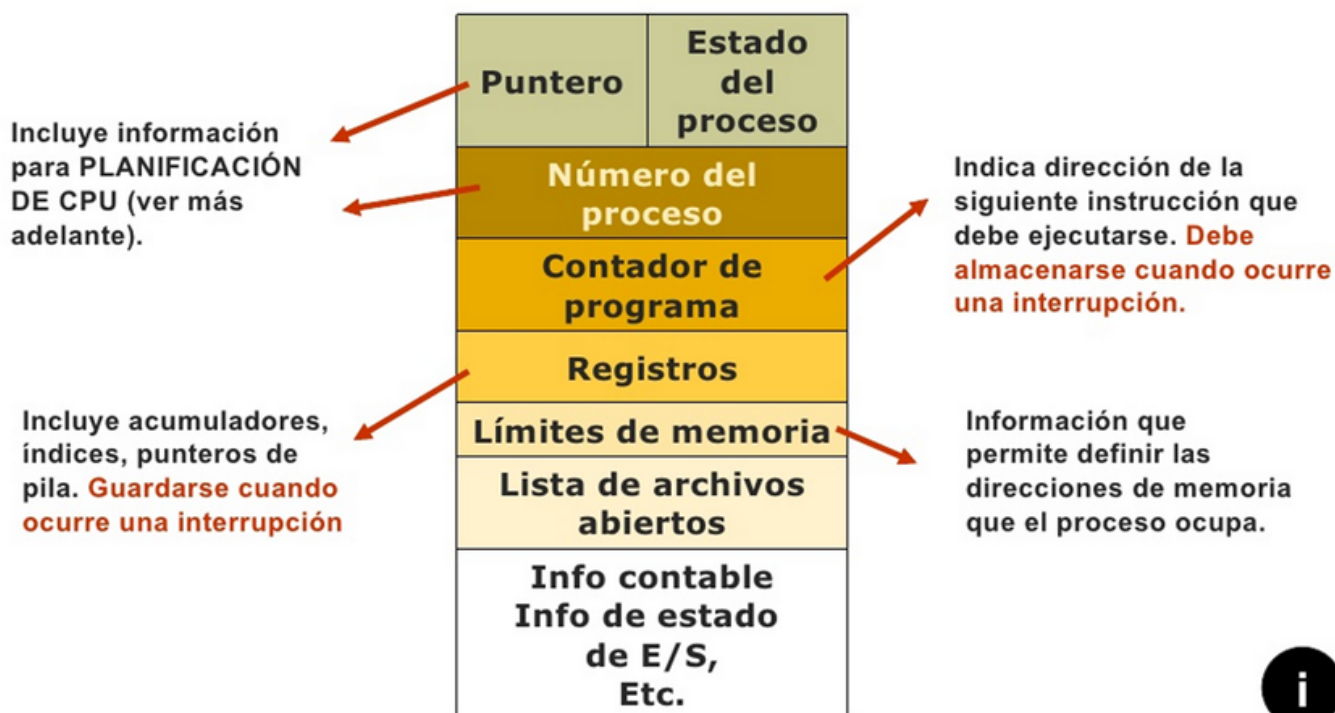 Puntero
Estado
del
proceso
Incluye información
para PLANIFICACIÓN
DE CPU (ver más
adelante).
Número del
proceso
Indica dirección de la
siguiente instrucción que
debe ejecutarse. Debe
almacenarse cuando ocurre
una interrupción.
Contador de
programa
Registros
Incluye acumuladores,
índices, punteros de
pila. Guardarse cuando
ocurre una interrupción
Límites de memoria
Información que
permite definir las
direcciones de memoria
que el proceso ocupa.
Lista de archivos
abiertos
Info contable
Info de estado
de E/S,
Etc.
i